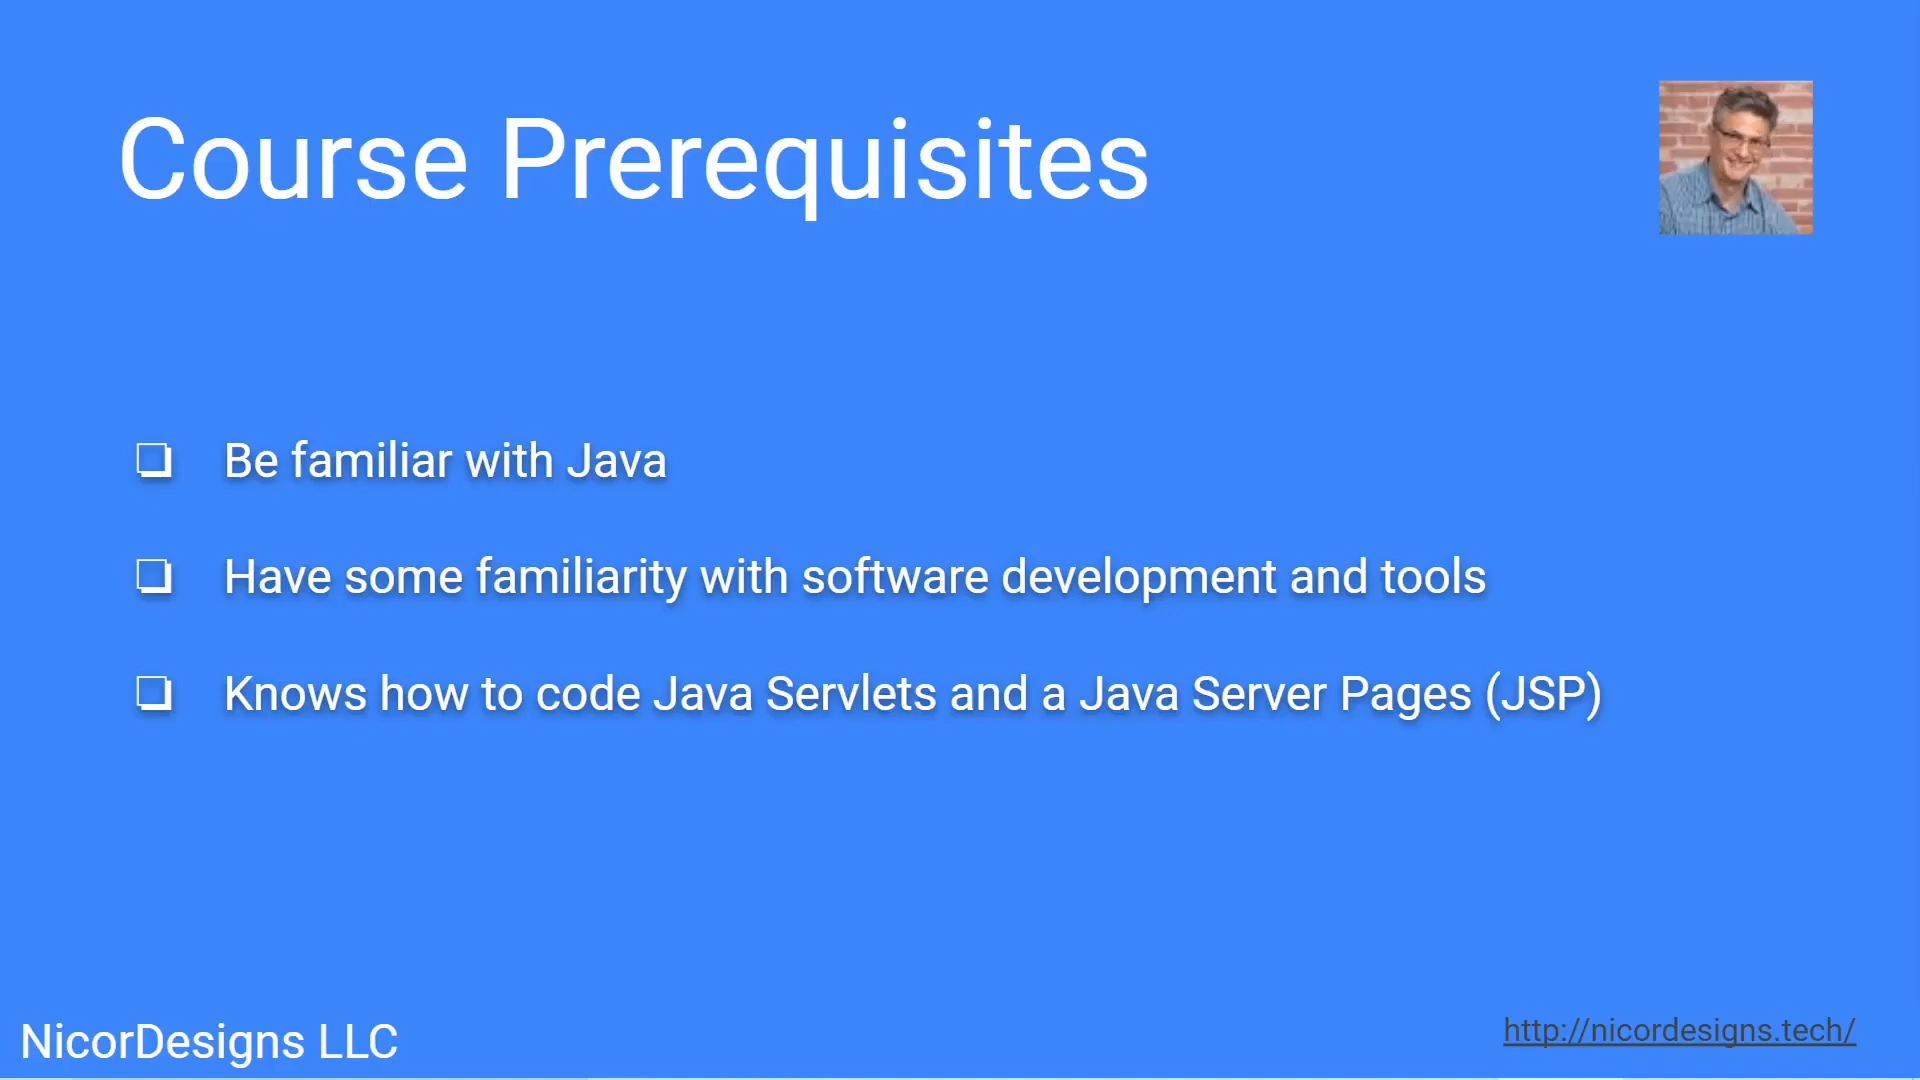 Course Prerequisites
Be familiar with Java
Have some familiarity with software development and tools
Knows how to code Java Servlets and a Java Server Pages (JSP)
NicorDesigns LLC
http://nicordesigns.tech/